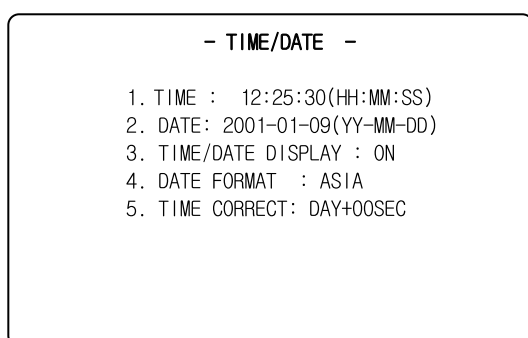 - TIME/DATE -
1. TIME : 12:25:30(HH:MM:SS)
2. DATE: 2001-01-09(YY-MM-DD)
3. TIME/DATE DISPLAY : ON
4. DATE FORMAT : ASIA
5. TIME CORRECT: DAY+00SEC